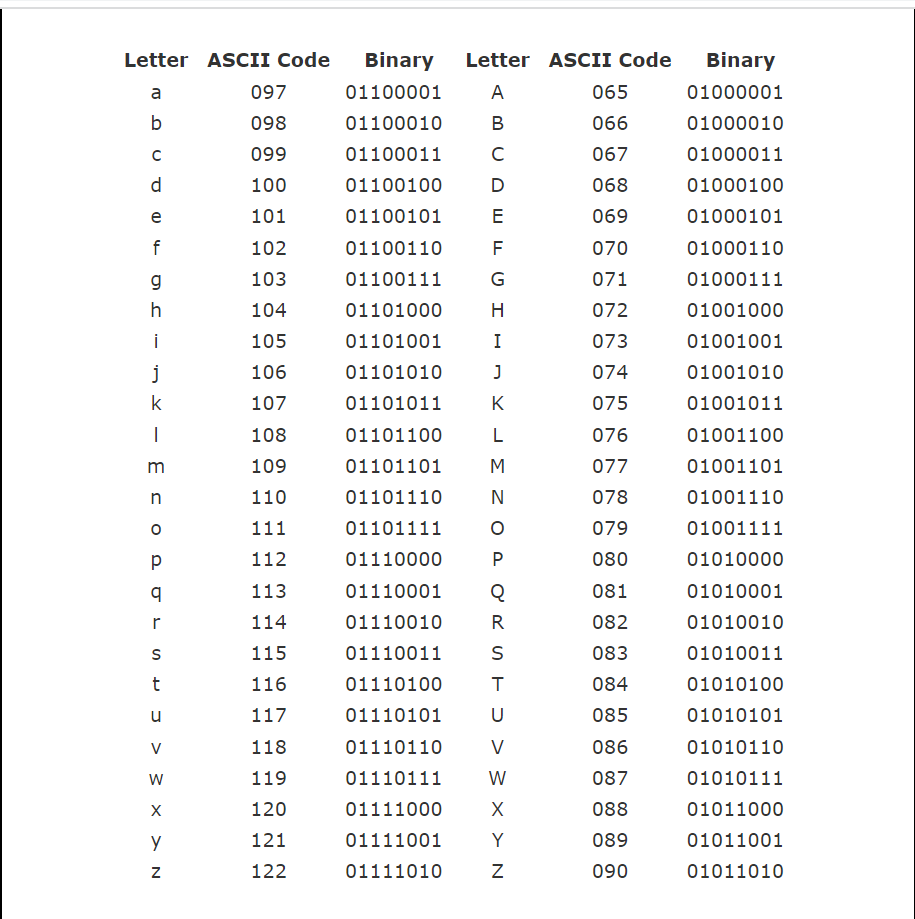 Letter ASCII Code Binary Letter ASCII Code Binary
a 097 01100001 A 065 01000001
b 098 01100010 B 066 01000010
c 099 01100011 C 067 01000011
d 100 01100100 D 068 01000100
e 101 01100101 E 069 01000101
f 102 01100110 F 070 01000110
g 103 01100111 G 071 01000111
h 104 01101000 H 072 01001000
i 105 01101001 I 073 01001001
j 106 01101010 J 074 01001010
k 107 01101011 K 075 01001011
l 108 01101100 L 076 01001100
m 109 01101101 M 077 01001101
n 110 01101110 N 078 01001110
o 111 01101111 O 079 01001111
p 112 01110000 P 080 01010000
q 113 01110001 Q 081 01010001
r 114 01110010 R 082 01010010
s 115 01110011 S 083 01010011
t 116 01110100 T 084 01010100
u 117 01110101 U 085 01010101
v 118 01110110 V 086 01010110
w 119 01110111 W 087 01010111
x 120 01111000 X 088 01011000
y 121 01111001 Y 089 01011001
z 122 01111010 Z 090 01011010